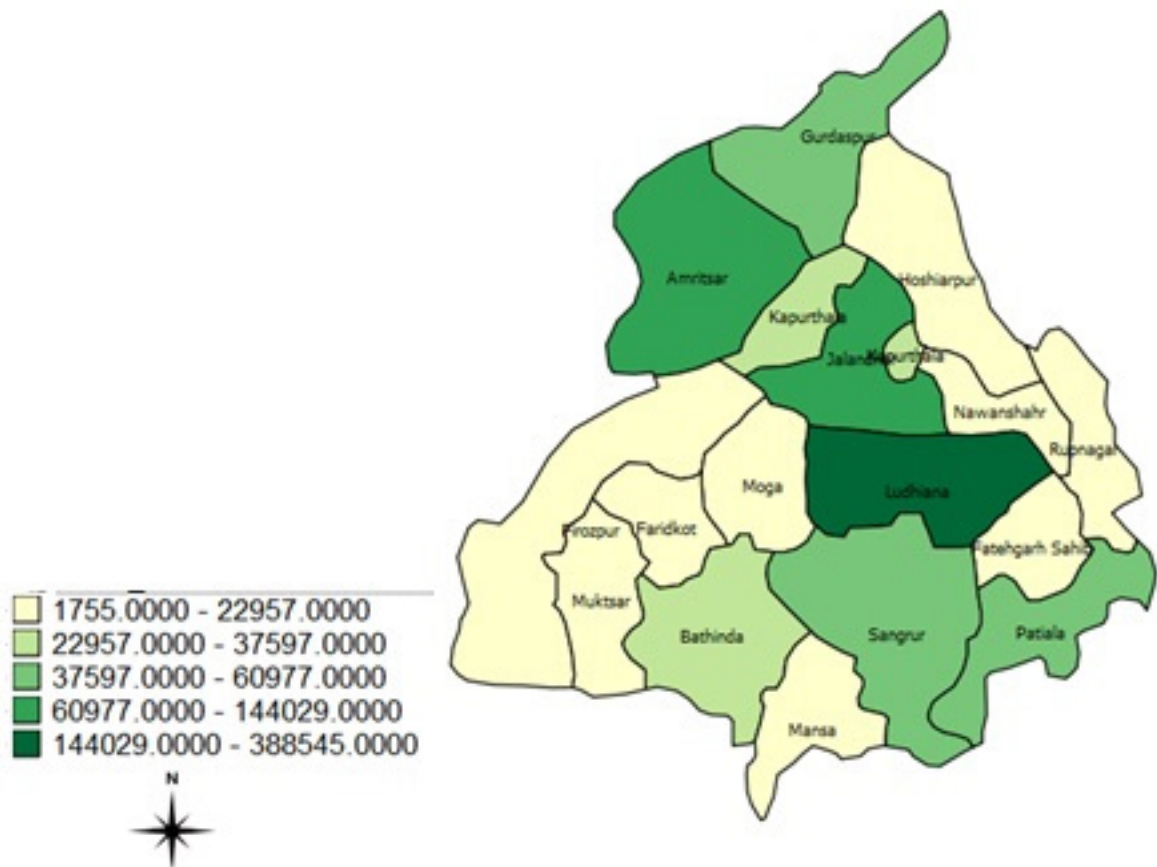 Gurdaspur
Amritsar
Hoshiarpur
Kapurthala
Kapurthala
Nawanshahr
Rupnagar
Moga
Ludhiana
Firozpur
Faridkot
Fatehgarh Sahib
Muktsar
Bathinda
Sangrur
Patiala
Mansa
1755.0000 - 22957.0000
22957.0000 - 37597.0000
37597.0000 - 60977.0000
60977.0000 - 144029.0000
144029.0000 - 388545.0000
N